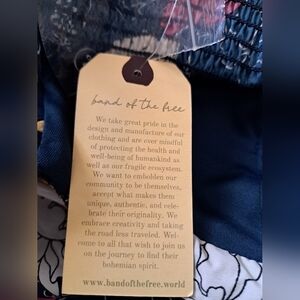 band of the free
We take great pride in the
design and manufacture of our
clothing and are ever mindful
of protecting the health and
well-being of humankind as
well as our fragile ecosystem.
We want to embolden our
community to be themselves,
accept what makes them
unique, authentic, and cele-
brate their originality. We
embrace creativity and taking
the road less traveled. Wel-
come to all that wish to join us
on the journey to find their
bohemian spirit.
www.bandofthefree.world